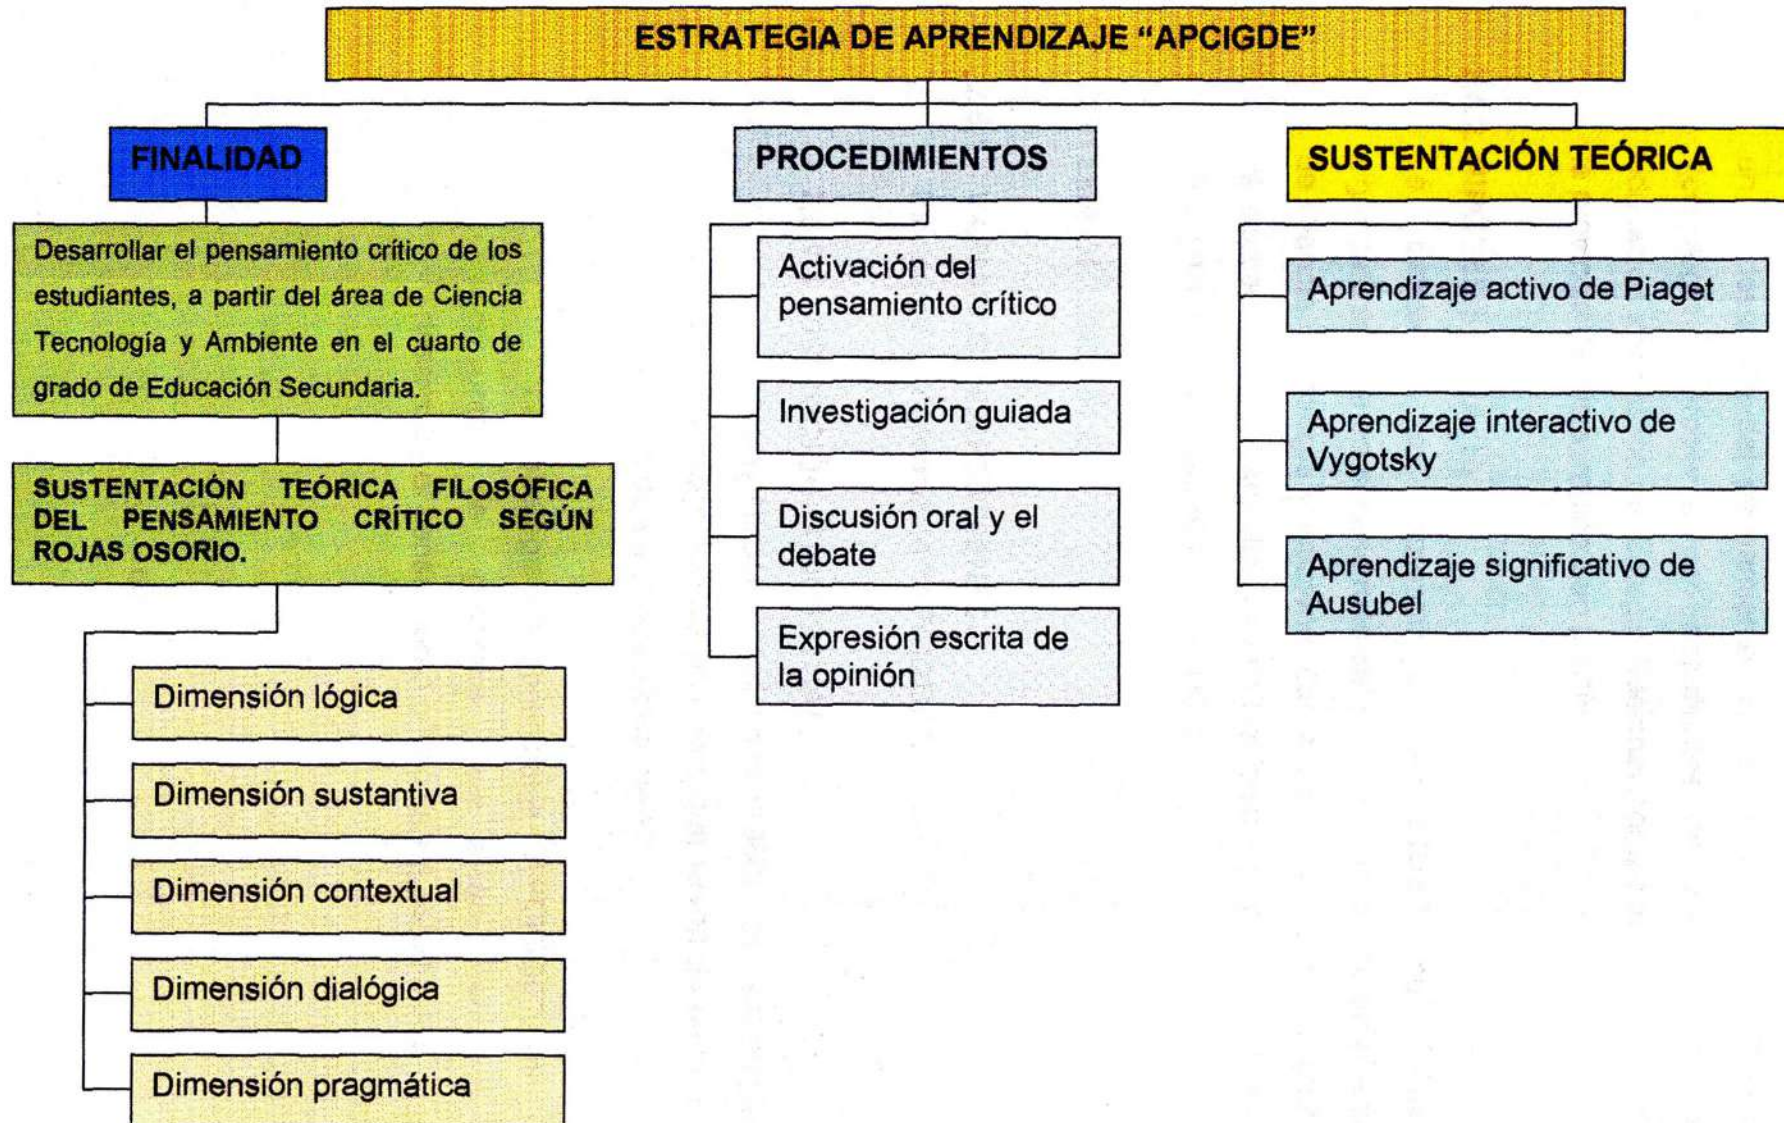 ESTRATEGIA DE APRENDIZAJE “APCIGDE”
FINALIDAD
Desarrollar el pensamiento crítico de los
estudiantes, a partir del área de Ciencia
Tecnología y Ambiente en el cuarto de
grado de Educación Secundaria.
SUSTENTACIÓN TEÓRICA FILOSÓFICA
DEL PENSAMIENTO CRÍTICO SEGÚN
ROJAS OSORIO.
Dimensión lógica
Dimensión sustantiva
Dimensión contextual
Dimensión dialógica
Dimensión pragmática
PROCEDIMIENTOS
Activación del
pensamiento crítico
Investigación guiada
Discusión oral y el
debate
Expresión escrita de
la opinión
SUSTENTACIÓN TEÓRICA
Aprendizaje activo de Piaget
Aprendizaje interactivo de
Vygotsky
Aprendizaje significativo de
Ausubel